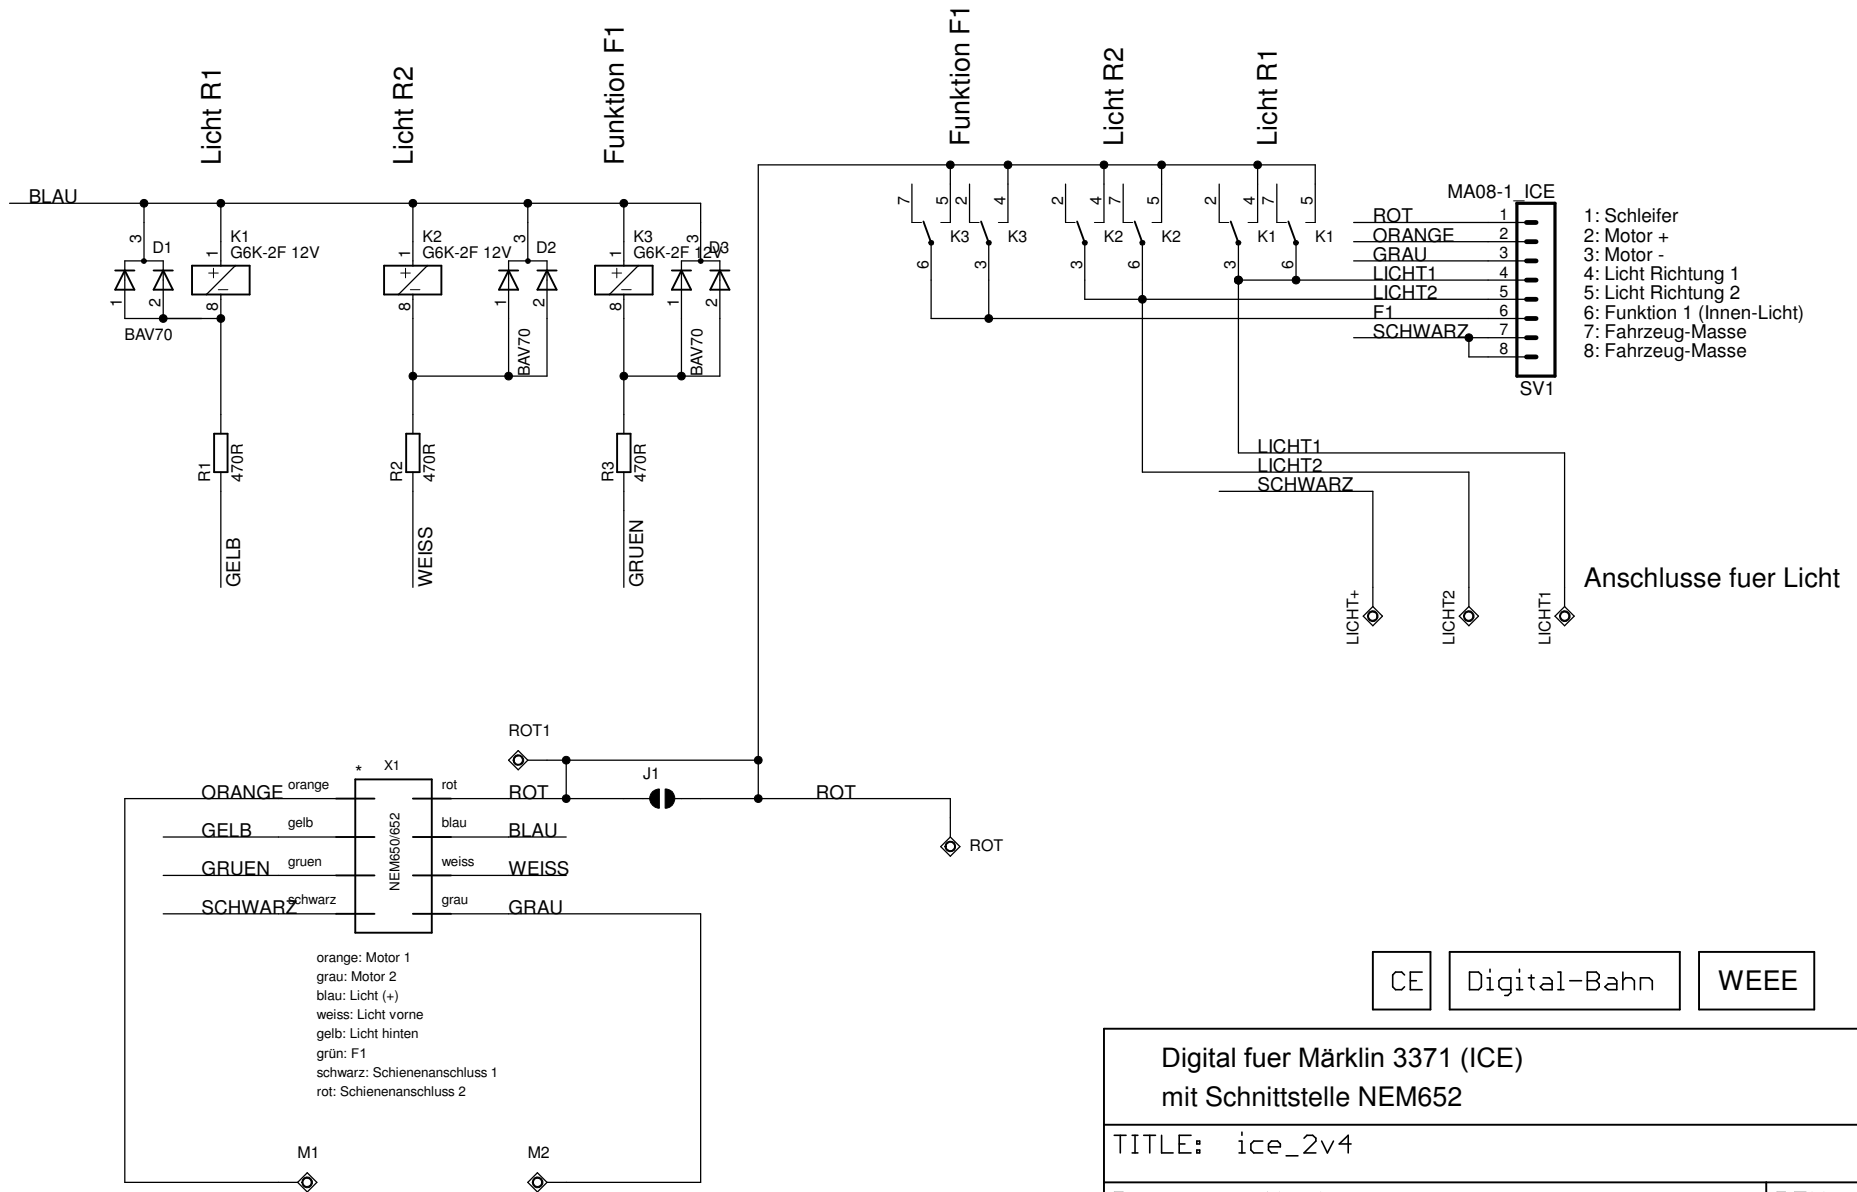 Licht R1
Licht R2
Funktion F1
Funktion F1
Licht R2
Licht R1
BLAU
3
D1
1
2
BAV70
1
K1
G6K-2F 12V
8
R1
470R
GELB
1
K2
G6K-2F 12V
8
3
D2
1
2
BAV70
R2
470R
WEISS
1
K3
G6K-2F 12V
8
3
D3
1
2
BAV70
R3
470R
GRUEN
7
5
K3
6
2
4
K3
3
2
4
K2
3
7
5
K2
6
2
4
K1
3
7
5
K1
6
MA08-1_ICE
ROT 1
ORANGE 2
GRAU 3
LICHT1 4
LICHT2 5
F1 6
SCHWARZ 7
8
SV1
1: Schleifer
2: Motor +
3: Motor -
4: Licht Richtung 1
5: Licht Richtung 2
6: Funktion 1 (Innen-Licht)
7: Fahrzeug-Masse
8: Fahrzeug-Masse
LICHT1
LICHT2
SCHWARZ
Anschlusse fuer Licht
LICHT+
LICHT2
LICHT1
ROT1
* X1
J1
ORANGE orange
rot ROT
ROT
GELB gelb
blau BLAU
GRUEN gruen
weiss WEISS
SCHWARZ schwarz
grau GRAU
NEM650/652
ROT
orange: Motor 1
grau: Motor 2
blau: Licht (+)
weiss: Licht vorne
gelb: Licht hinten
grün: F1
schwarz: Schienenanschluss 1
rot: Schienenanschluss 2
M1
M2
CE
Digital-Bahn
WEEE
Digital fuer Märklin 3371 (ICE)
mit Schnittstelle NEM652
TITLE: ice_2v4